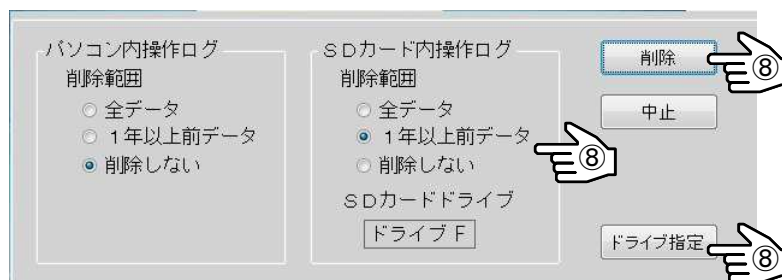 パソコン内操作ログ
削除範囲
全データ
1年以上前データ
削除しない
SDカード内操作ログ
削除範囲
全データ
1年以上前データ
⑧
削除しない
SDカードドライブ
ドライブ F
削除
⑧
中止
ドライブ指定
⑧